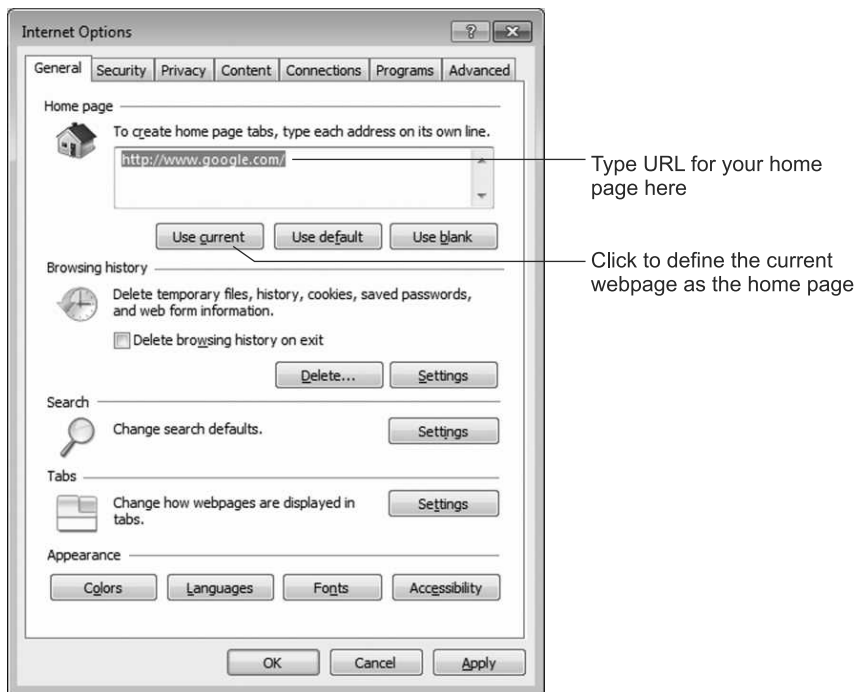 Internet Options
General Security Privacy Content Connections Programs Advanced
Home page
To create home page tabs, type each address on its own line.
http://www.google.com/
Type URL for your home
page here
Use current Use default Use blank
Click to define the current
webpage as the home page
Browsing history
Delete temporary files, history, cookies, saved passwords,
and web form information.
Delete browsing history on exit
Delete... Settings
Search
Change search defaults.
Settings
Tabs
Change how webpages are displayed in
tabs.
Settings
Appearance
Colors Languages Fonts Accessibility
OK Cancel Apply